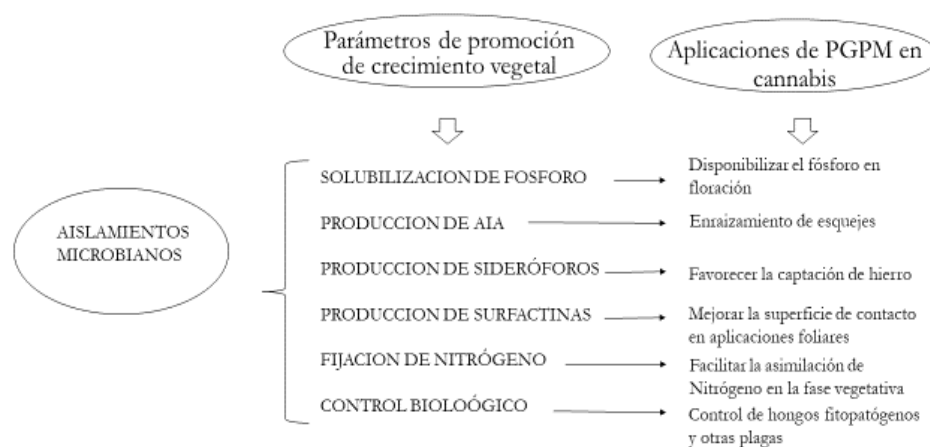 Parámetros de promoción
de crecimiento vegetal
Aplicaciones de PGPM en
cannabis
AISLAMIENTOS
MICROBIANOS
SOLUBILIZACION DE FOSFORO
Disponibilizar el fósforo en
floración
PRODUCCION DE AIA
Enraizamiento de esquejes
PRODUCCION DE SIDERÓFOROS
Favorecer la captación de hierro
PRODUCCION DE SURFACTINAS
Mejorar la superficie de contacto
en aplicaciones foliares
FIJACION DE NITRÓGENO
Facilitar la asimilación de
Nitrógeno en la fase vegetativa
CONTROL BIOLOÓGICO
Control de hongos fitopatógenos
y otras plagas